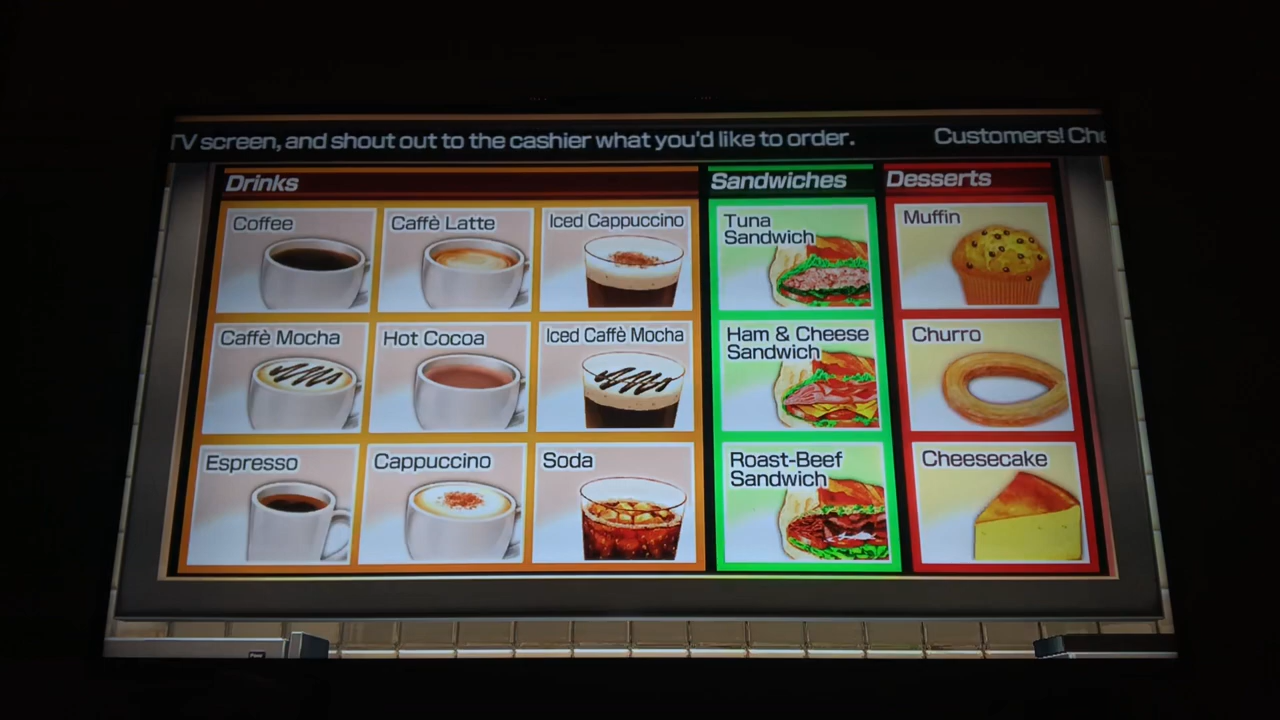 TV screen, and shout out to the cashier what you'd like to order. Customers! Che
Drinks
Coffee
Caffè Latte
Iced Cappuccino
Caffè Mocha
Hot Cocoa
Iced Caffè Mocha
Espresso
Cappuccino
Soda
Sandwiches
Tuna
Sandwich
Ham & Cheese
Sandwich
Roast-Beef
Sandwich
Desserts
Muffin
Churro
Cheesecake